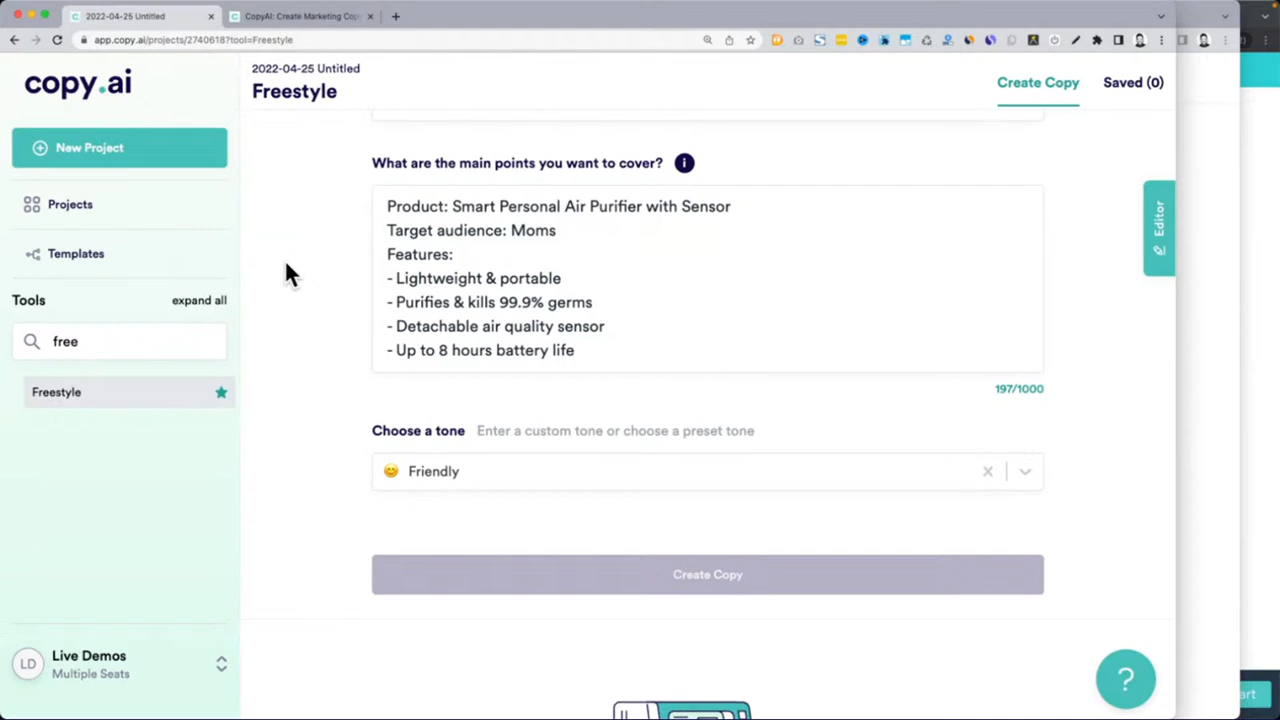 2022-04-25 Untitled
CopyAI: Create Marketing Cop
app.copy.ai/projects/2740618?tool=Freestyle
copy.ai
New Project
Projects
Templates
Tools
expand all
free
Freestyle
Live Demos
LD
Multiple Seats
2022-04-25 Untitled
Freestyle
Create Copy
Saved (0)
What are the main points you want to cover?
i
Product: Smart Personal Air Purifier with Sensor
Target audience: Moms
Features:
- Lightweight & portable
- Purifies & kills 99.9% germs
- Detachable air quality sensor
- Up to 8 hours battery life
197/1000
Choose a tone
Enter a custom tone or choose a preset tone
😊 Friendly
Create Copy
Editor
?
art